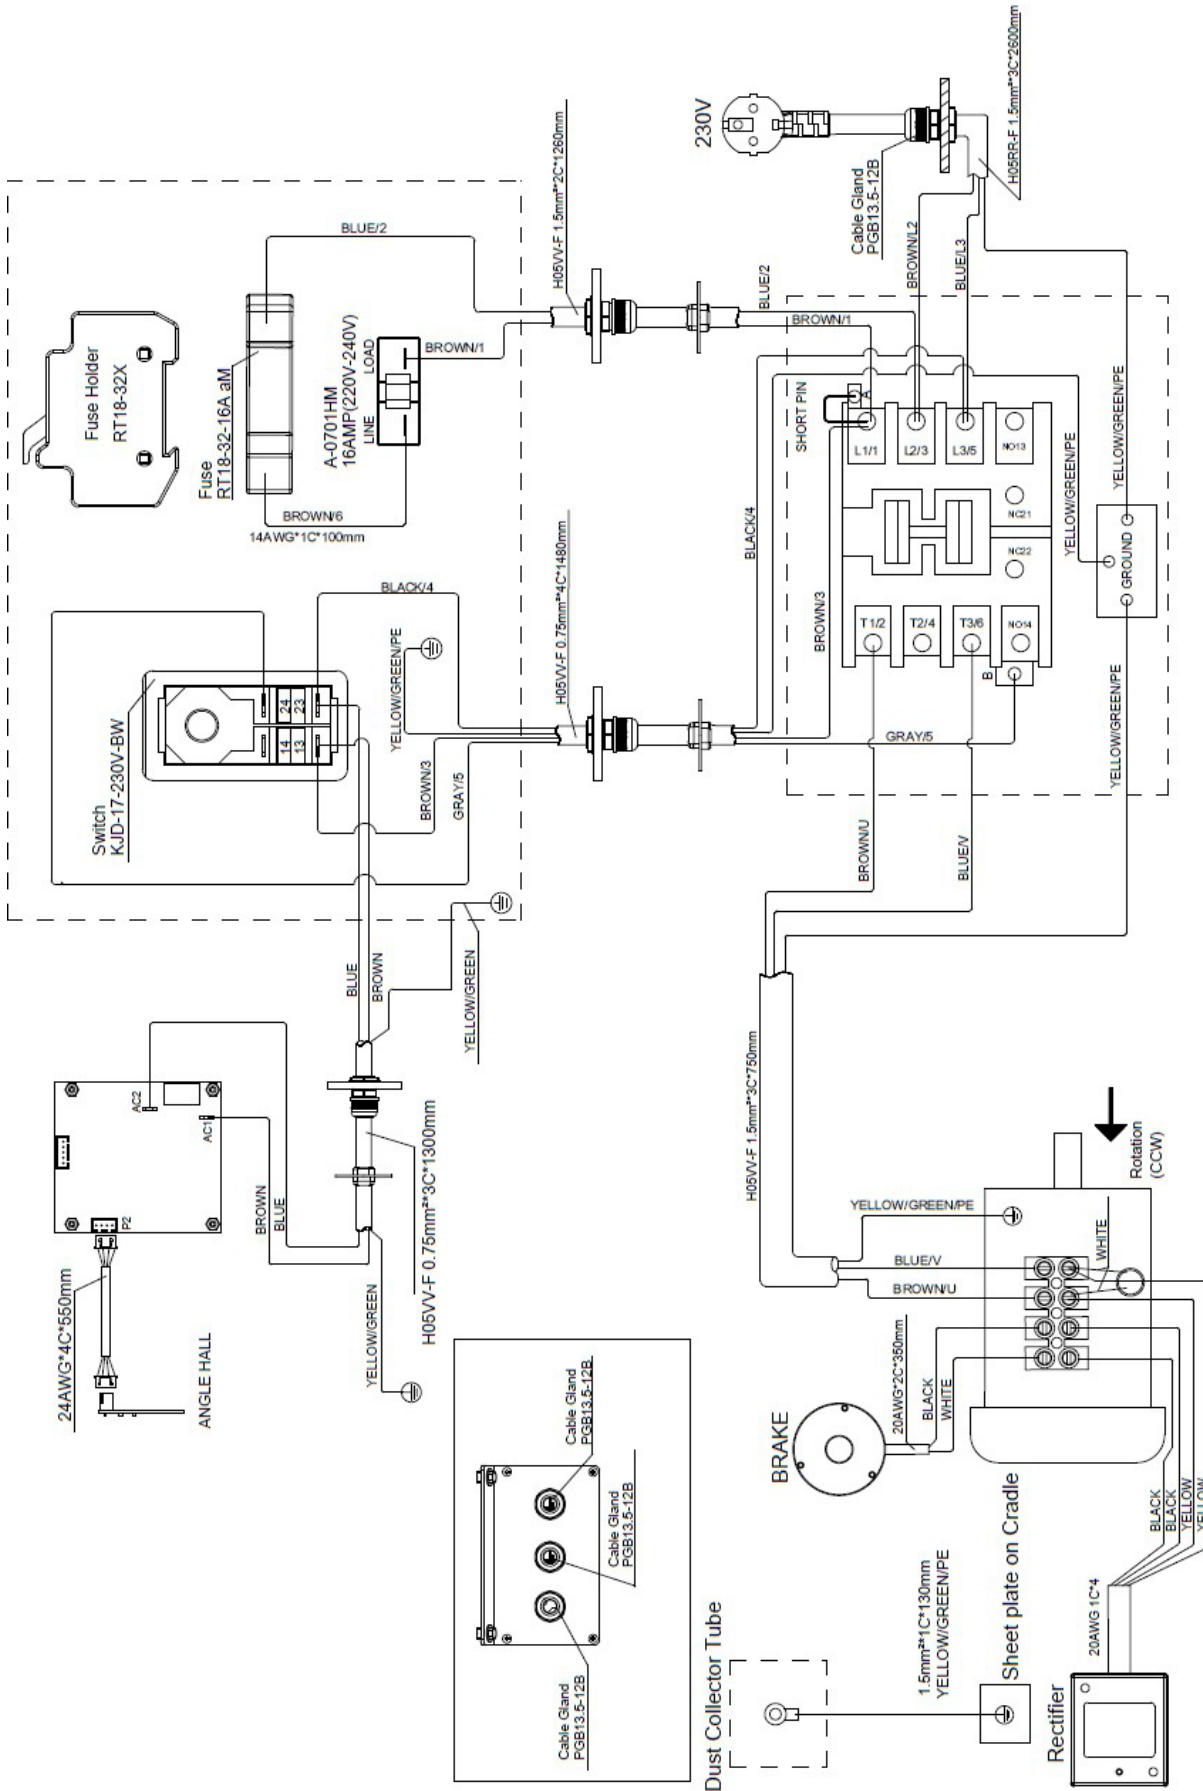 Fuse Holder
RT18-32X
Fuse
RT18-32-16A aM
BLUE/2
A-0701HM
16AMP(220V-240V)
LINE
LOAD
BROWN/1
BROWN/6
14AWG*1C*100mm
H05VV-F 1.5mm²*2C*1260mm
BLUE/2
BROWN/1
230V
Cable Gland
PGB13.5-12B
H05RR-F 1.5mm²*3C*2600mm
BROWN/L2
BLUE/L3
Switch
KJD-17-230V-BW
14
13
24
23
BLACK/4
YELLOW/GREEN/PE
BROWN/3
GRAY/5
H05VV-F 0.75mm²*4C*1480mm
BLACK/4
BROWN/3
GRAY/5
SHORT PIN
A
L1/1
L2/3
L3/5
NO13
NC21
NC22
T1/2
T2/4
T3/6
NO14
B
YELLOW/GREEN/PE
YELLOW/GREEN/PE
YELLOW/GREEN/PE
GROUND
BROWN/U
BLUE/V
BLUE
BROWN
YELLOW/GREEN
AC2
AC1
P2
BROWN
BLUE
24AWG*4C*550mm
ANGLE HALL
YELLOW/GREEN
H05VV-F 0.75mm²*3C*1300mm
H05VV-F 1.5mm²*3C*750mm
YELLOW/GREEN/PE
BLUE/V
BROWN/U
Rotation
(CCW)
WHITE
20AWG*2C*350mm
BLACK
WHITE
BRAKE
BLACK
BLACK
YELLOW
YELLOW
Cable Gland
PGB13.5-12B
Cable Gland
PGB13.5-12B
Cable Gland
PGB13.5-12B
Dust Collector Tube
1.5mm²*1C*130mm
YELLOW/GREEN/PE
Sheet plate on Cradle
Rectifier
20AWG 1C*4